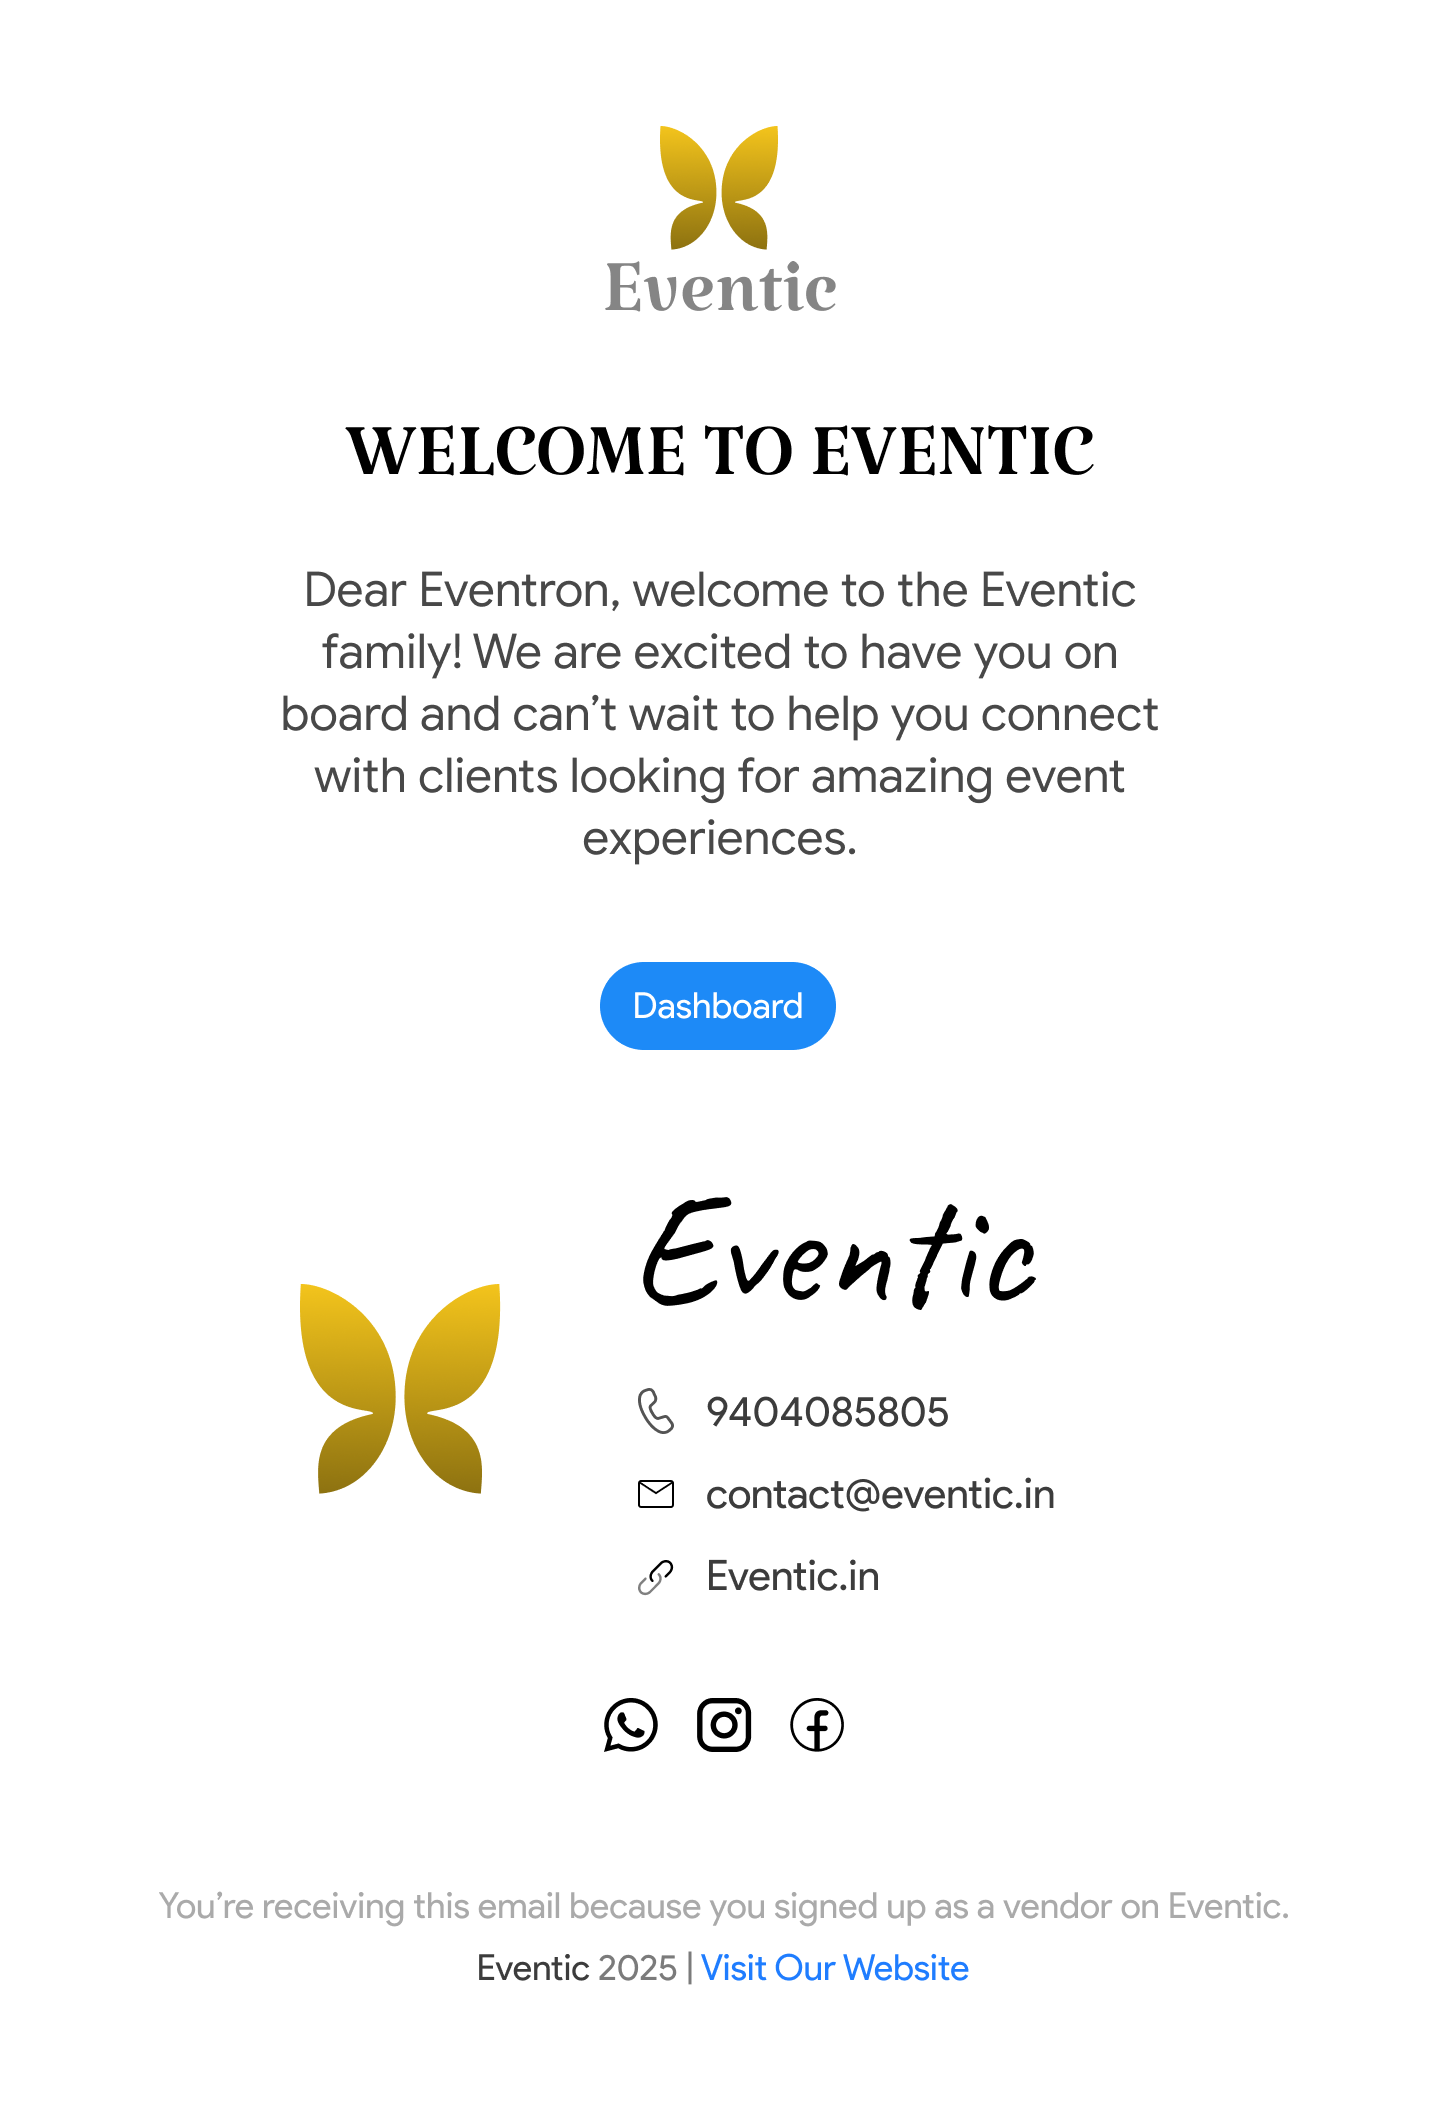 Eventic
WELCOME TO EVENTIC
Dear Eventron, welcome to the Eventic
family! We are excited to have you on
board and can’t wait to help you connect
with clients looking for amazing event
experiences.
Dashboard
Eventic
9404085805
contact@eventic.in
Eventic.in
You’re receiving this email because you signed up as a vendor on Eventic.
Eventic 2025 | Visit Our Website